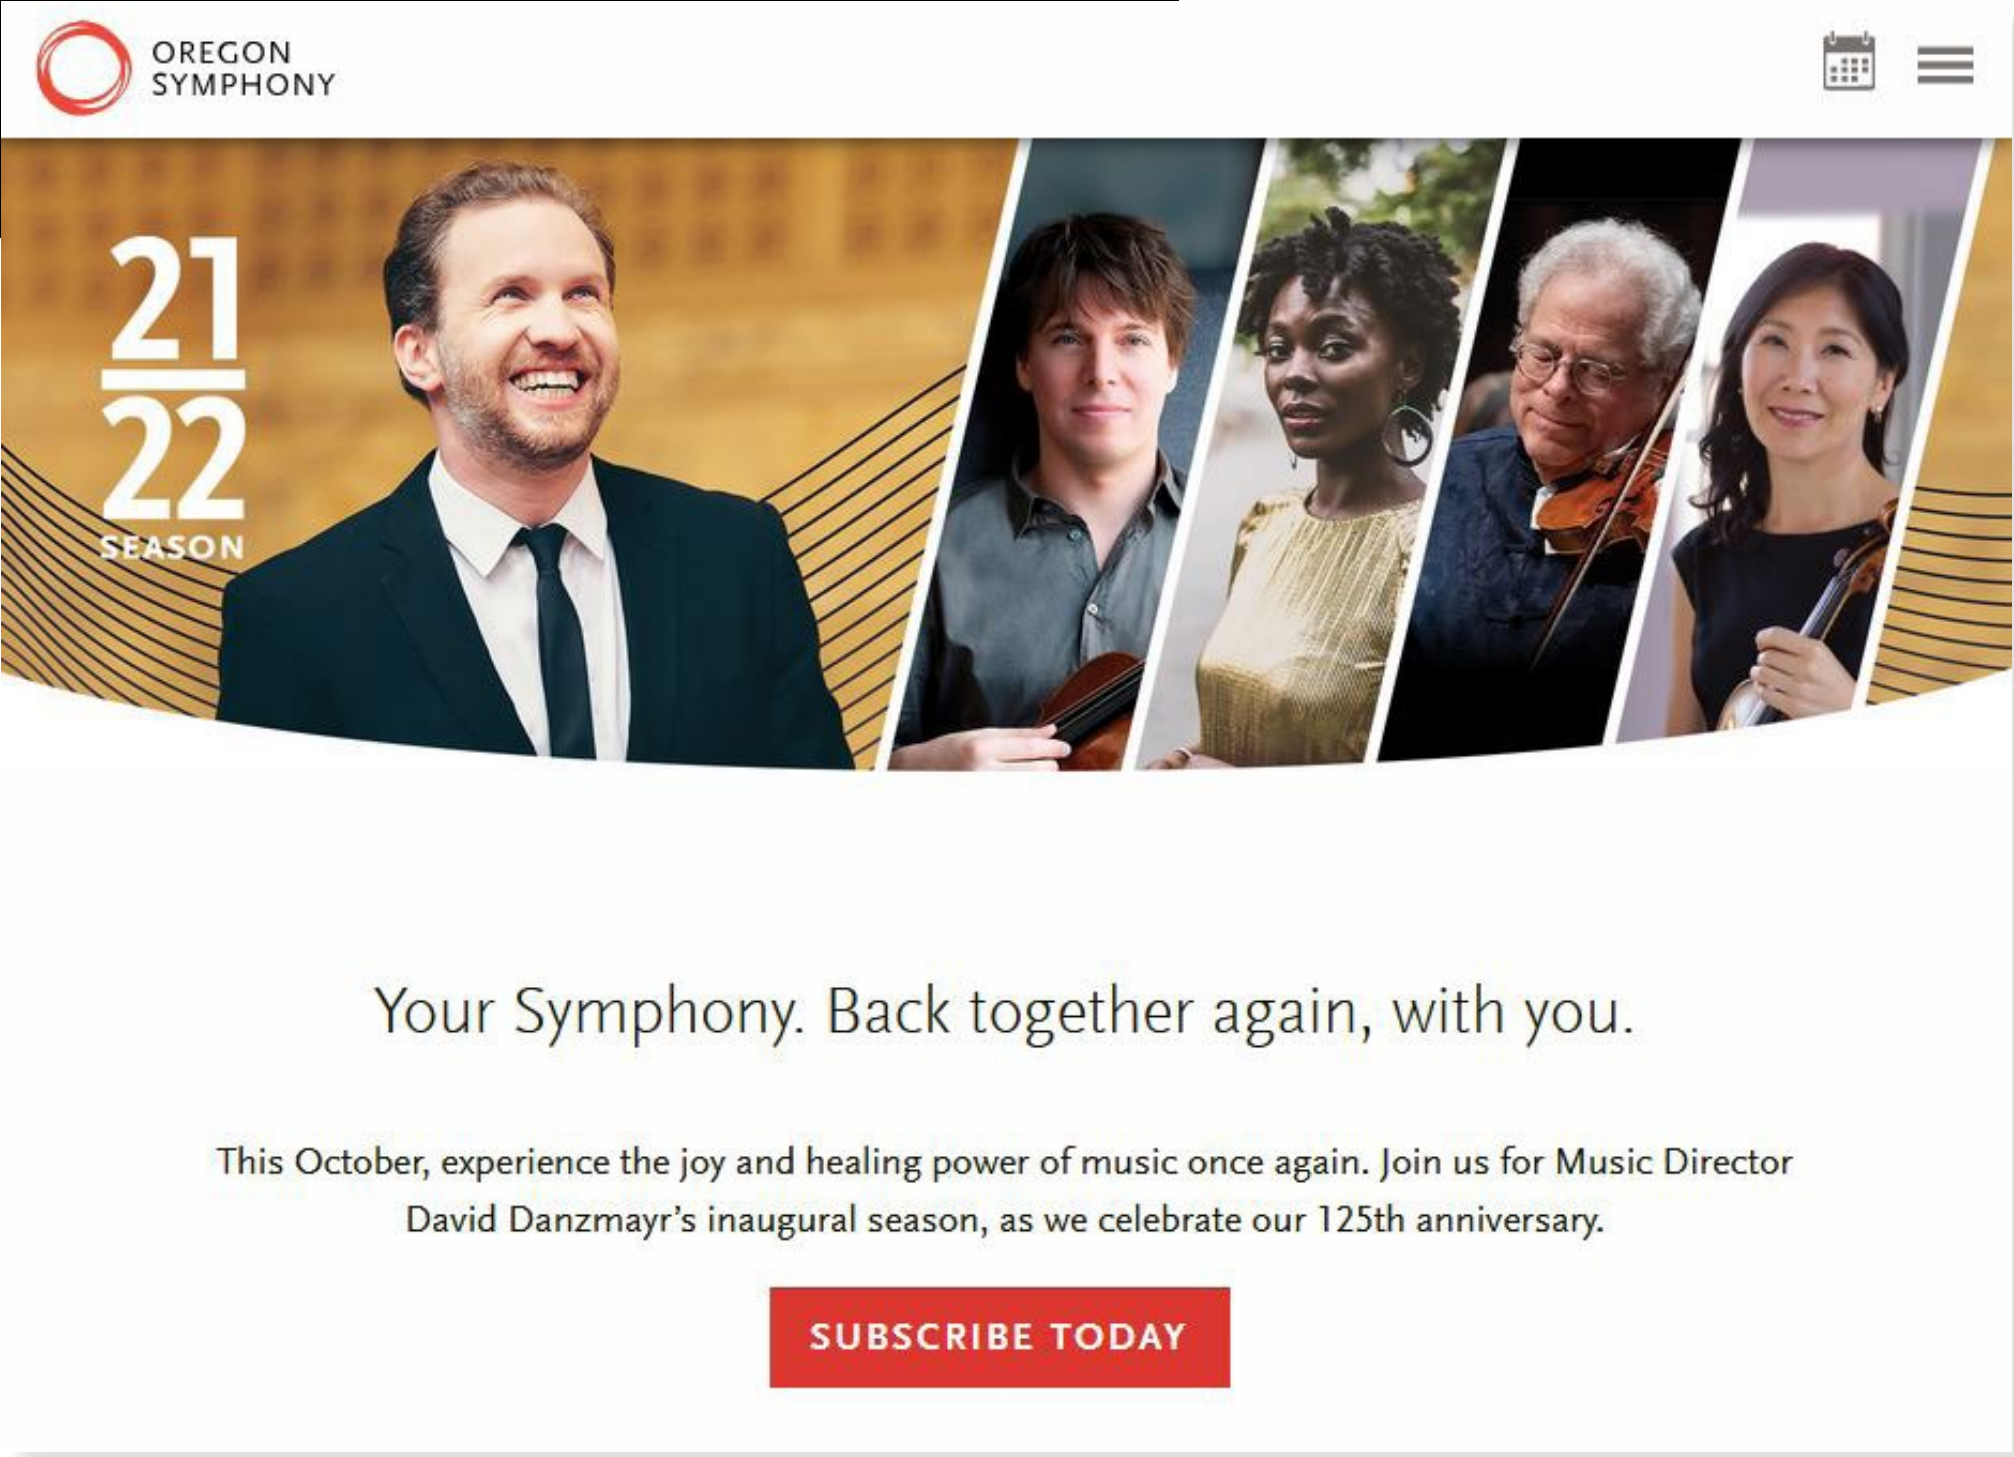 OREGON
SYMPHONY
21
22
SEASON
Your Symphony. Back together again, with you.
This October, experience the joy and healing power of music once again. Join us for Music Director
David Danzmayr’s inaugural season, as we celebrate our 125th anniversary.
SUBSCRIBE TODAY